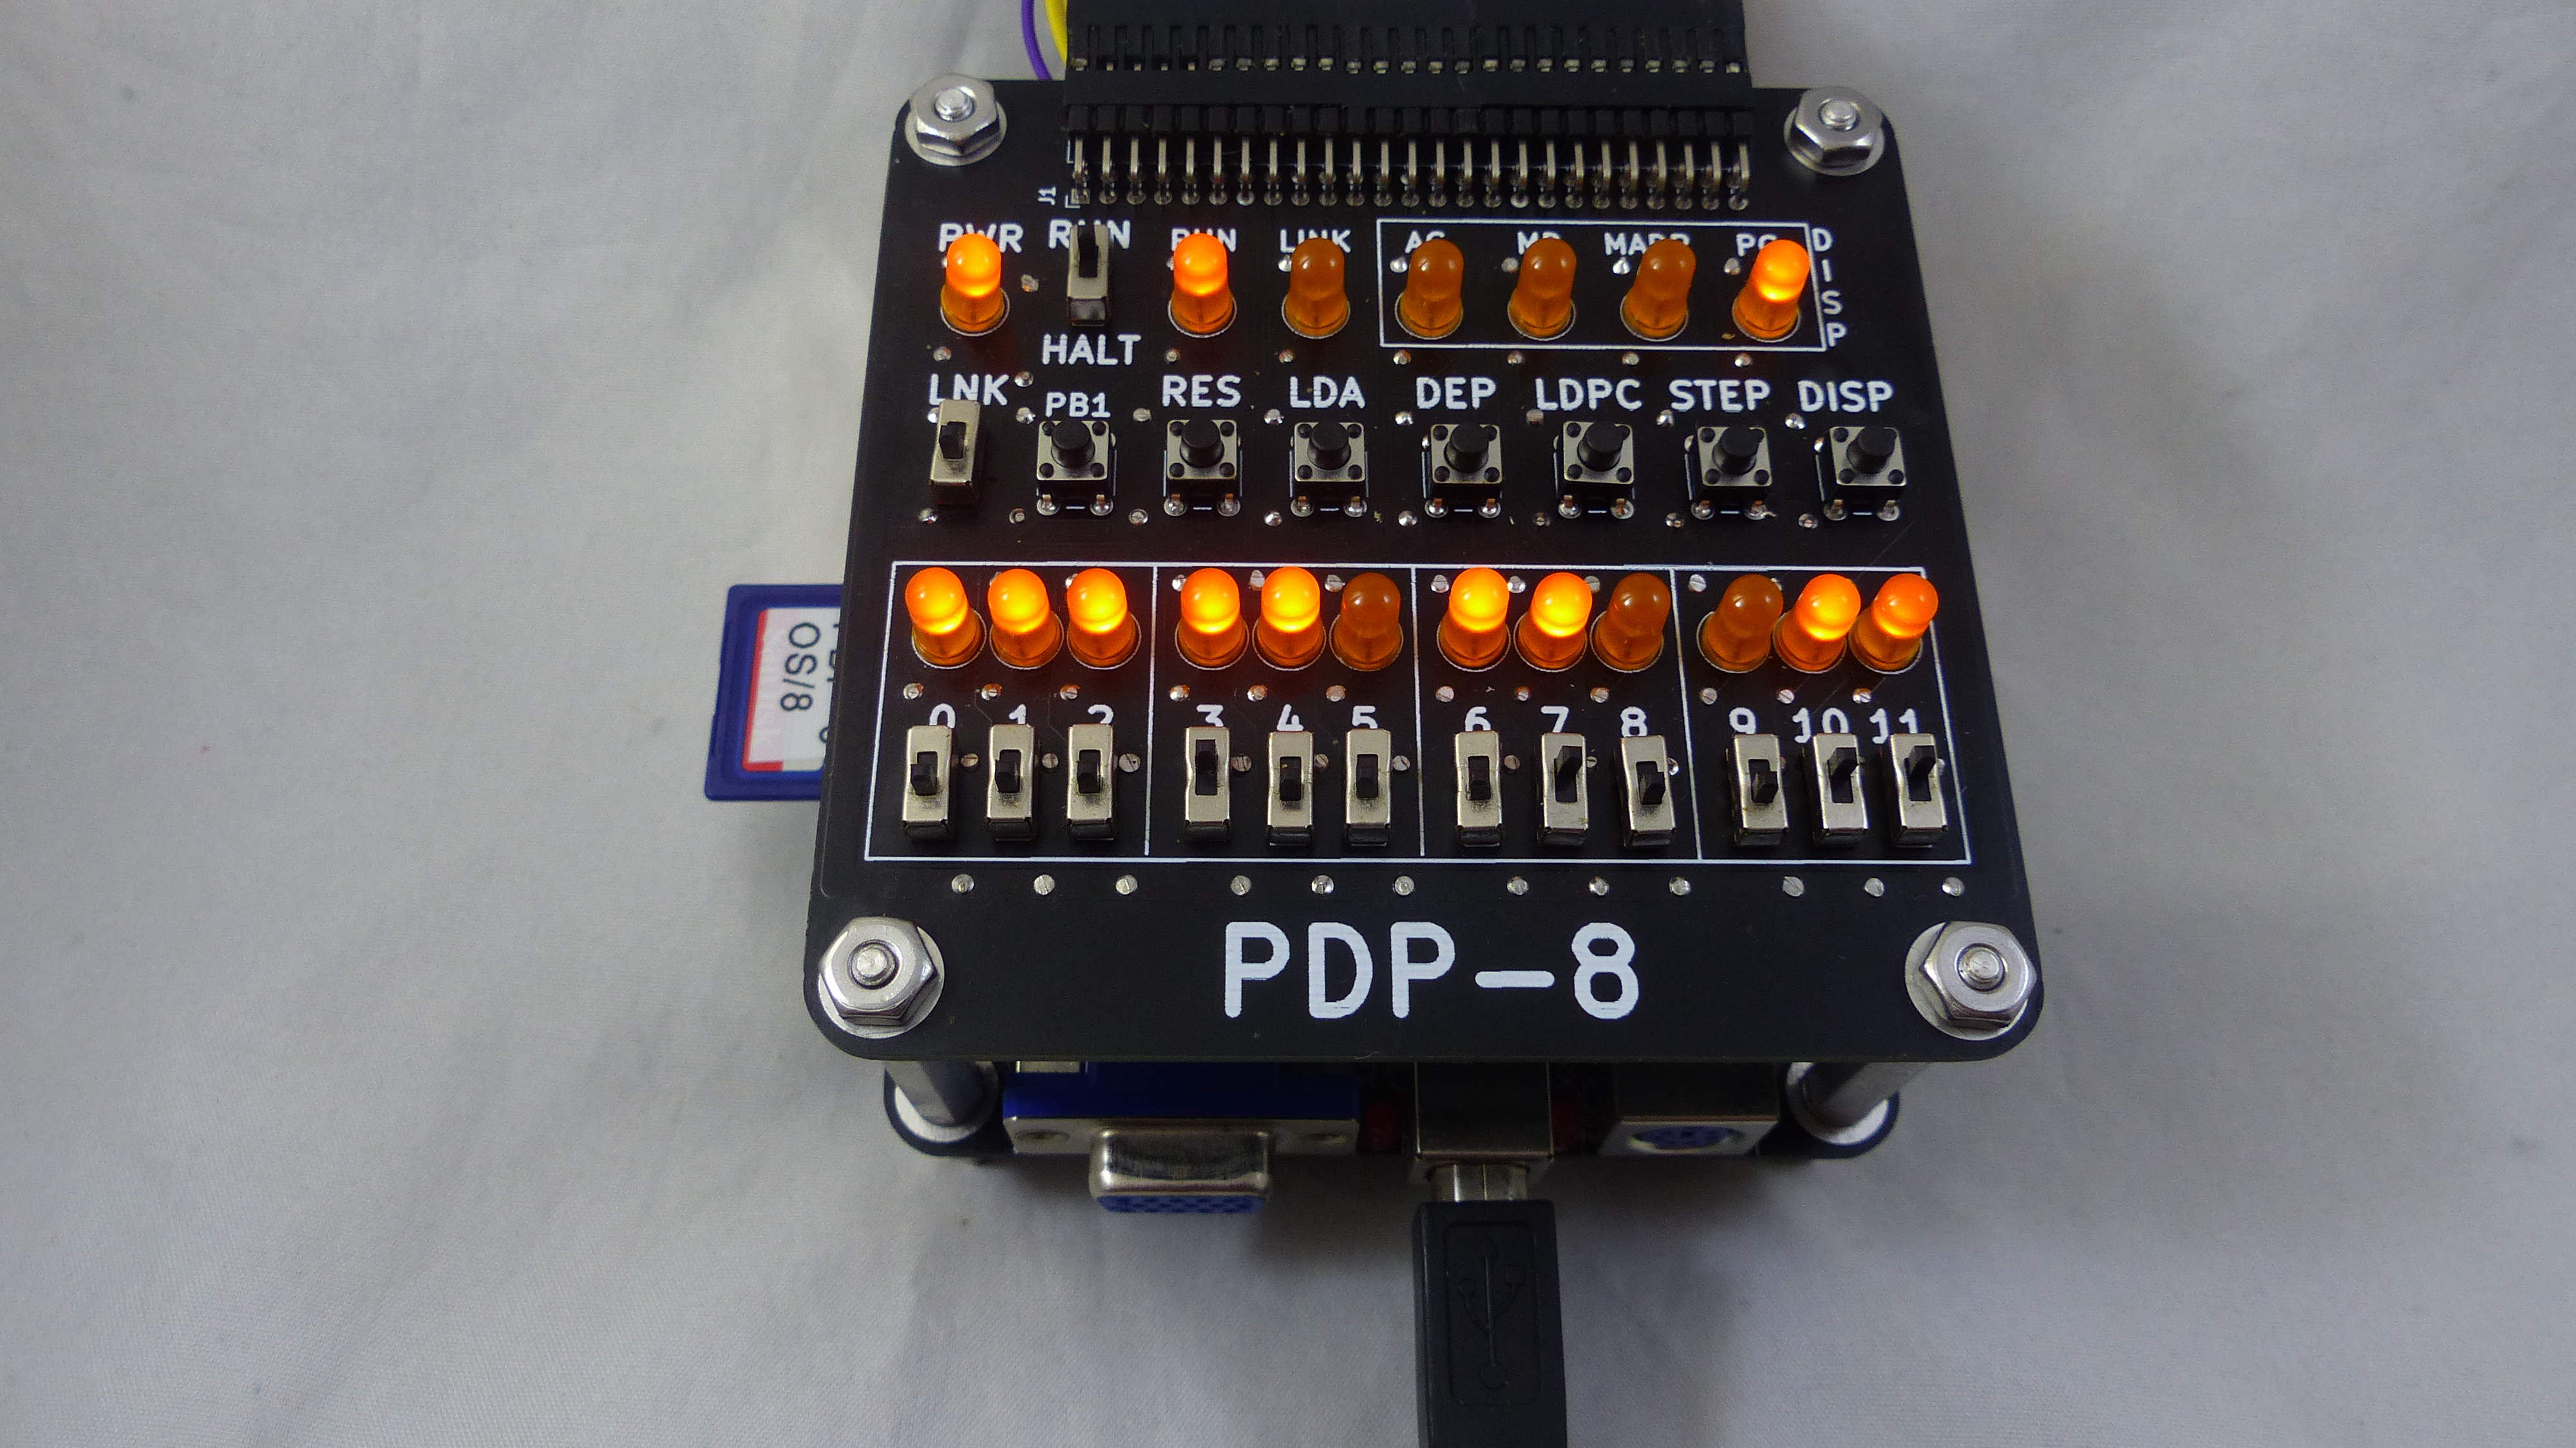 J1
PWR RUN RUN LINK AC MD MADR PC DISP
HALT
LNK PB1 RES LDA DEP LDPC STEP DISP
OS/8
0 1 2 3 4 5 6 7 8 9 10 11
PDP-8